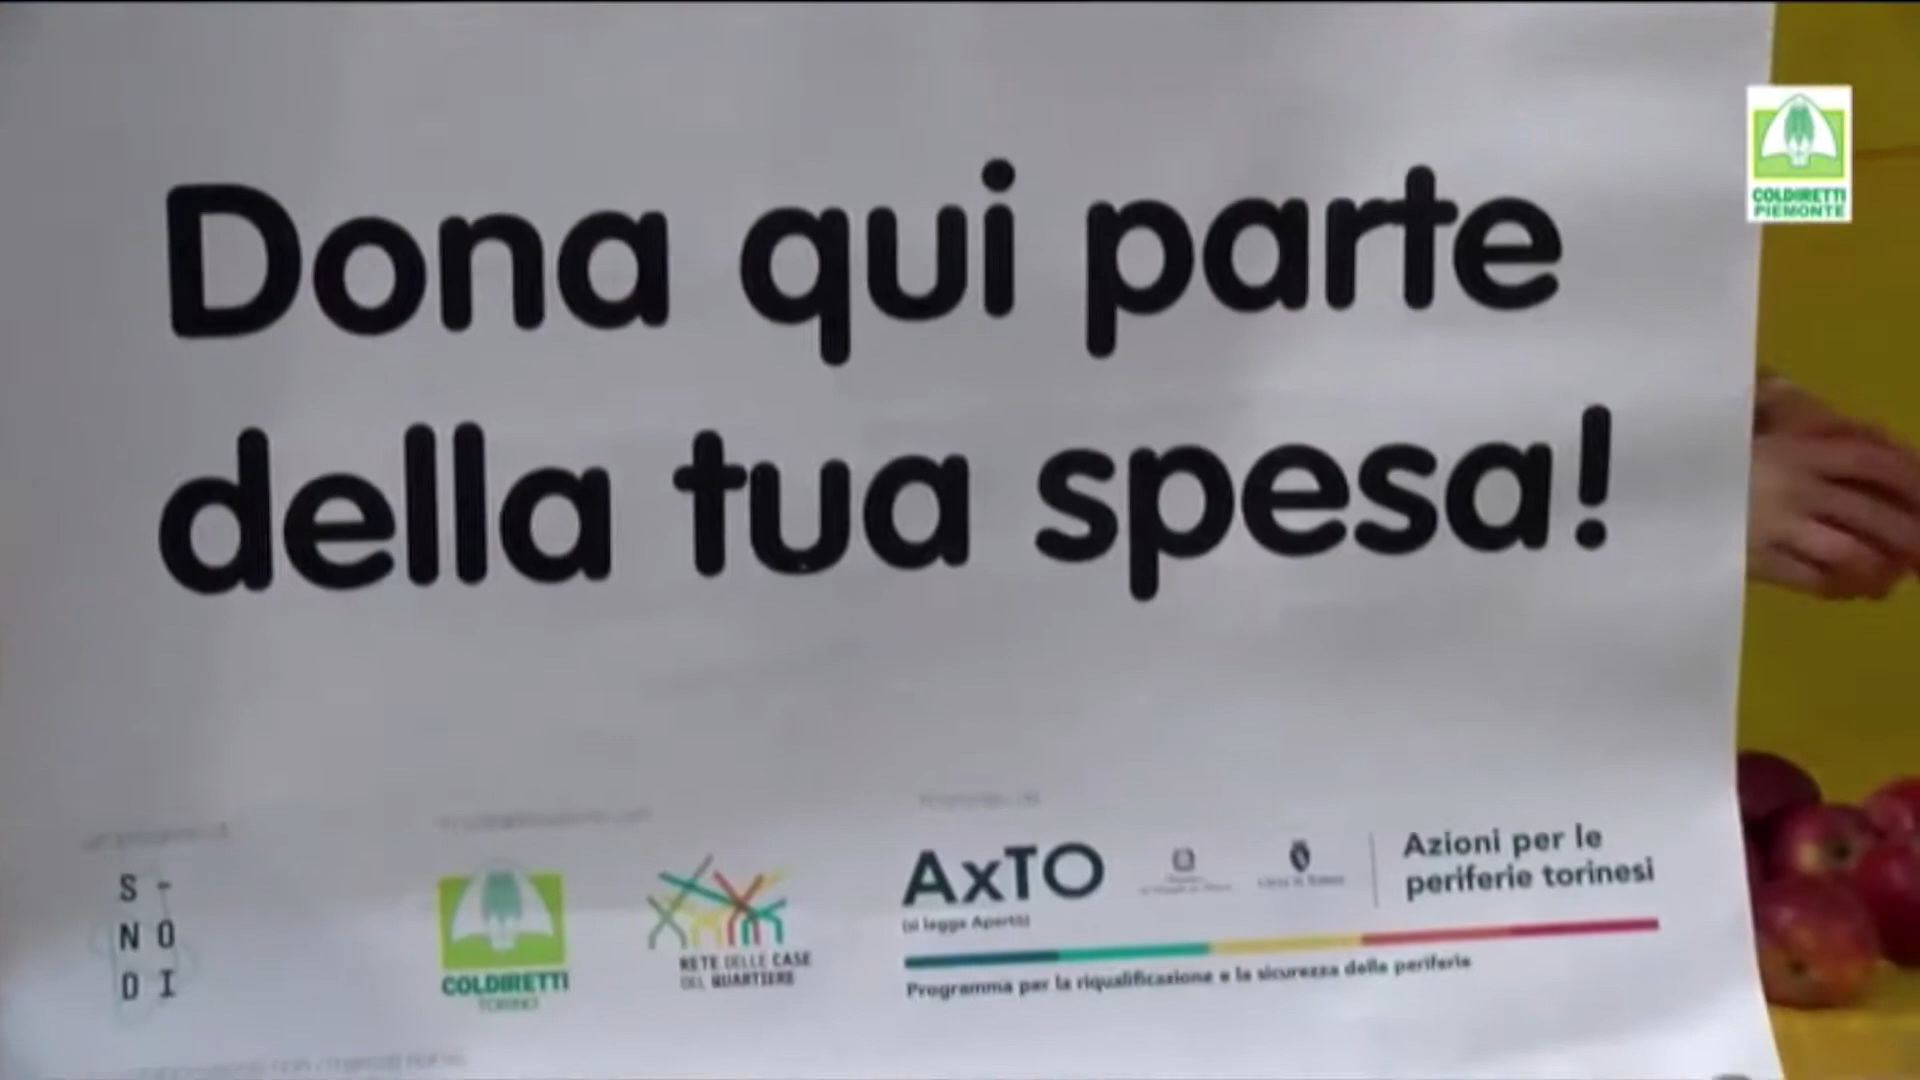 Dona qui parte
della tua spesa!
COLDIRETTI
PIEMONTE
S -
N O
D I
COLDIRETTI
TORINO
RETE DELLE CASE
DEL QUARTIERE
AxTO
(si legge Aperto)
Azioni per le
periferie torinesi
Programma per la riqualificazione e la sicurezza delle periferie